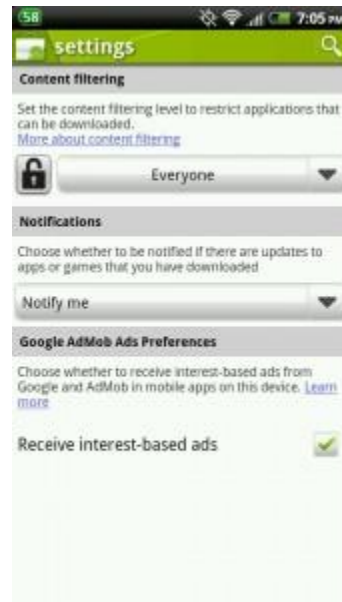 58 7:05 PM
settings
Content filtering
Set the content filtering level to restrict applications that
can be downloaded.
More about content filtering
Everyone
Notifications
Choose whether to be notified if there are updates to
apps or games that you have downloaded
Notify me
Google AdMob Ads Preferences
Choose whether to receive interest-based ads from
Google and AdMob in mobile apps on this device. Learn
more
Receive interest-based ads